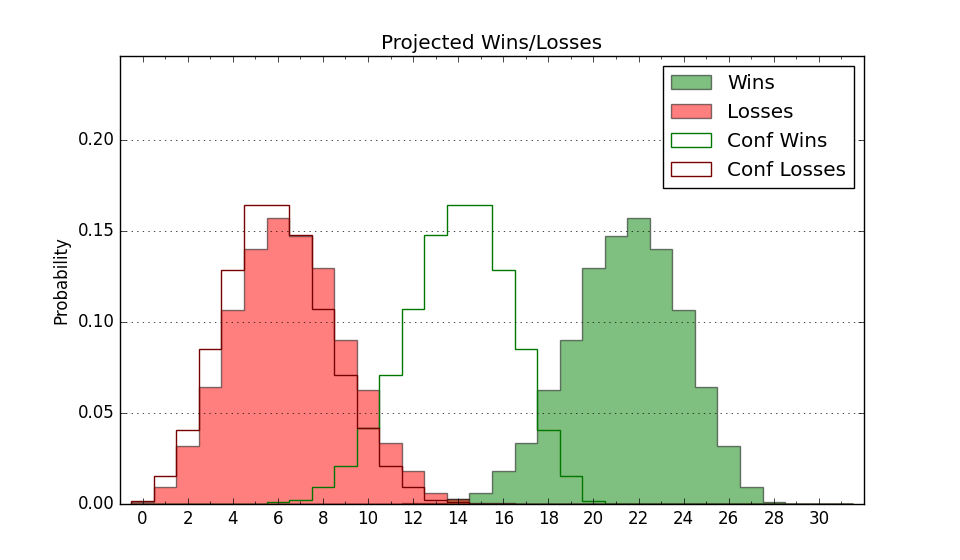 Projected Wins/Losses
Wins
Losses
Conf Wins
Conf Losses
Probability
0.20
0.15
0.10
0.05
0.00
0 2 4 6 8 10 12 14 16 18 20 22 24 26 28 30